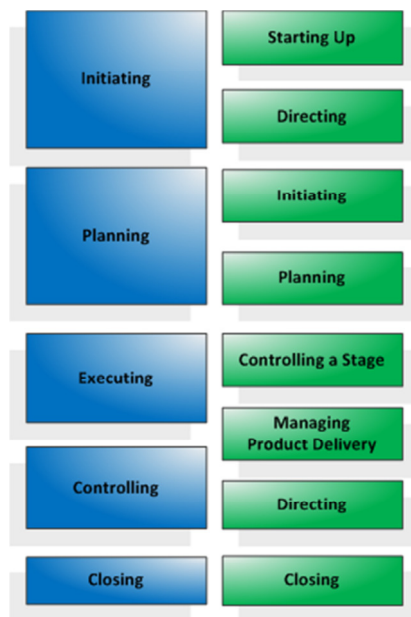 Initiating
Starting Up
Directing
Planning
Initiating
Planning
Executing
Controlling a Stage
Managing
Product Delivery
Controlling
Directing
Closing
Closing